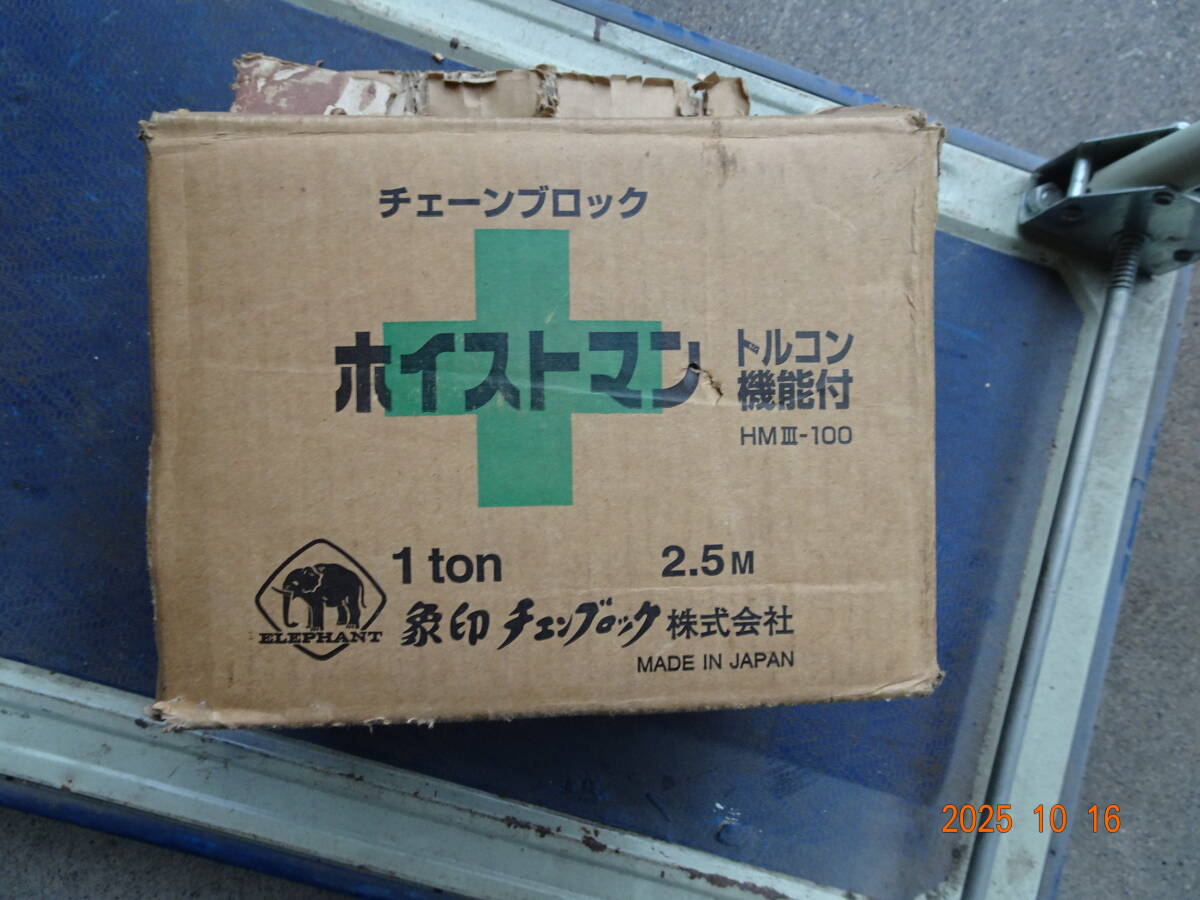 チェーンブロック
ホイストマン
トルコン
機能付
HMⅢ-100
1 ton 2.5M
ELEPHANT
象印 チェンブロック 株式会社
MADE IN JAPAN
2025 10 16